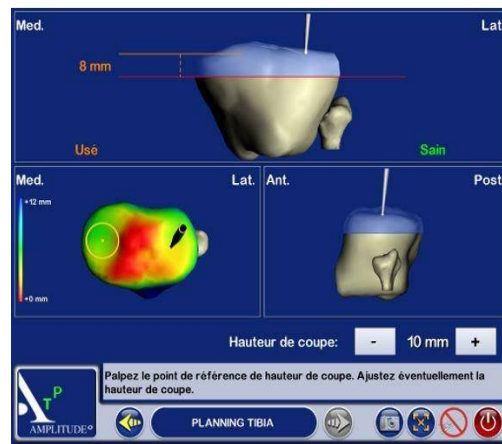 Med. Lat
8 mm
Usé Sain
Med. Lat. Ant. Post
+12 mm
+0 mm
Hauteur de coupe: - 10 mm +
Palpez le point de référence de hauteur de coupe. Ajustez éventuellement la
hauteur de coupe.
A T P
AMPLITUDE
PLANNING TIBIA